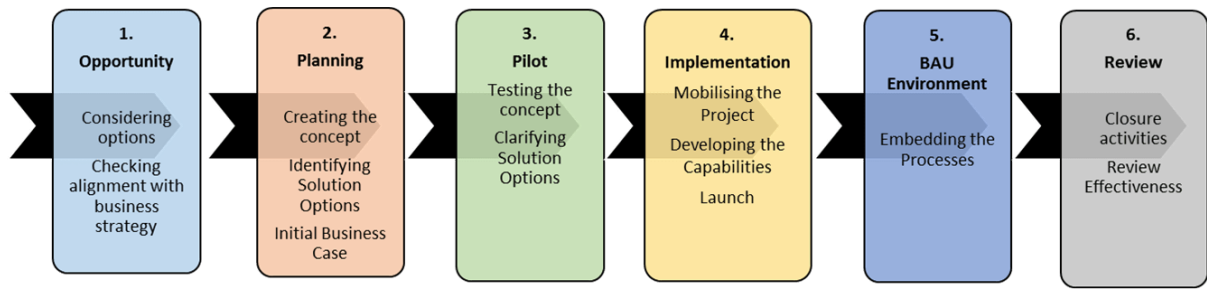 1.
Opportunity
Considering
options
Checking
alignment with
business
strategy
2.
Planning
Creating the
concept
Identifying
Solution
Options
Initial Business
Case
3.
Pilot
Testing the
concept
Clarifying
Solution
Options
4.
Implementation
Mobilising the
Project
Developing the
Capabilities
Launch
5.
BAU
Environment
Embedding the
Processes
6.
Review
Closure
activities
Review
Effectiveness